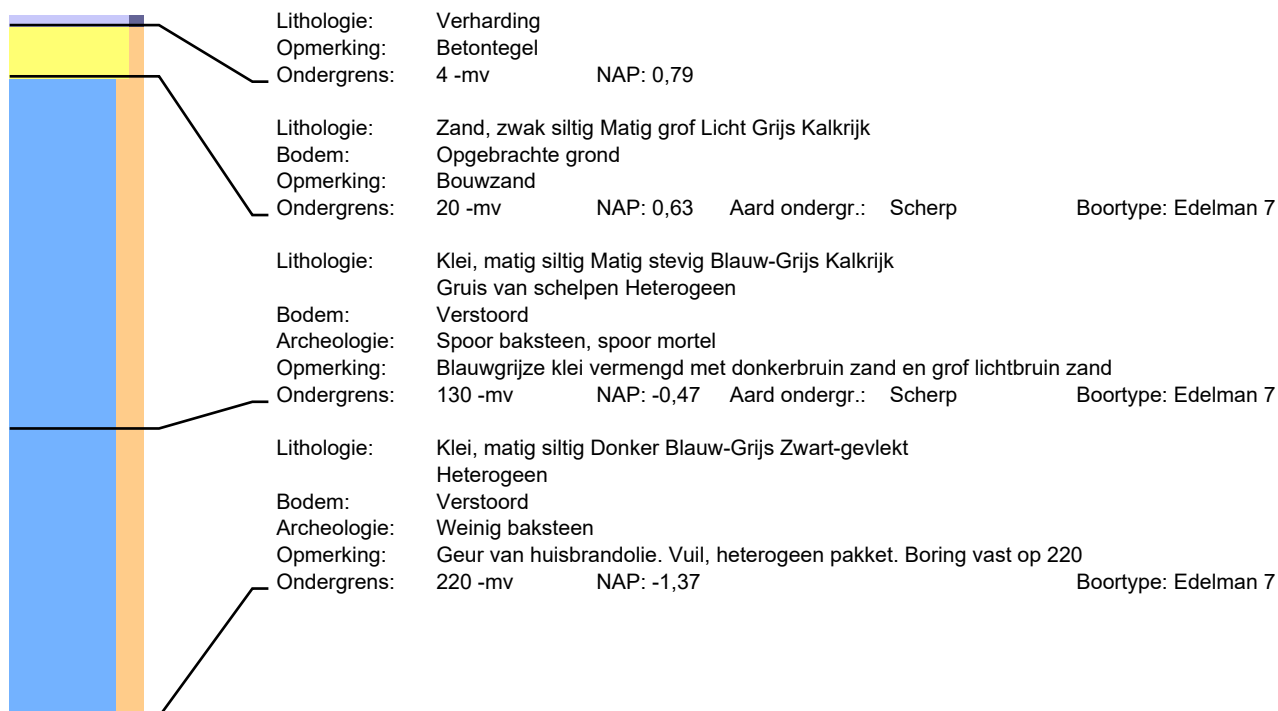 Lithologie: Verharding
Opmerking: Betontegel
Ondergrens: 4 -mv NAP: 0,79
Lithologie: Zand, zwak siltig Matig grof Licht Grijs Kalkrijk
Bodem: Opgebrachte grond
Opmerking: Bouwzand
Ondergrens: 20 -mv NAP: 0,63 Aard ondergr.: Scherp Boortype: Edelman 7
Lithologie: Klei, matig siltig Matig stevig Blauw-Grijs Kalkrijk
Gruis van schelpen Heterogeen
Bodem: Verstoord
Archeologie: Spoor baksteen, spoor mortel
Opmerking: Blauwgrijze klei vermengd met donkerbruin zand en grof lichtbruin zand
Ondergrens: 130 -mv NAP: -0,47 Aard ondergr.: Scherp Boortype: Edelman 7
Lithologie: Klei, matig siltig Donker Blauw-Grijs Zwart-gevlekt
Heterogeen
Bodem: Verstoord
Archeologie: Weinig baksteen
Opmerking: Geur van huisbrandolie. Vuil, heterogeen pakket. Boring vast op 220
Ondergrens: 220 -mv NAP: -1,37 Boortype: Edelman 7